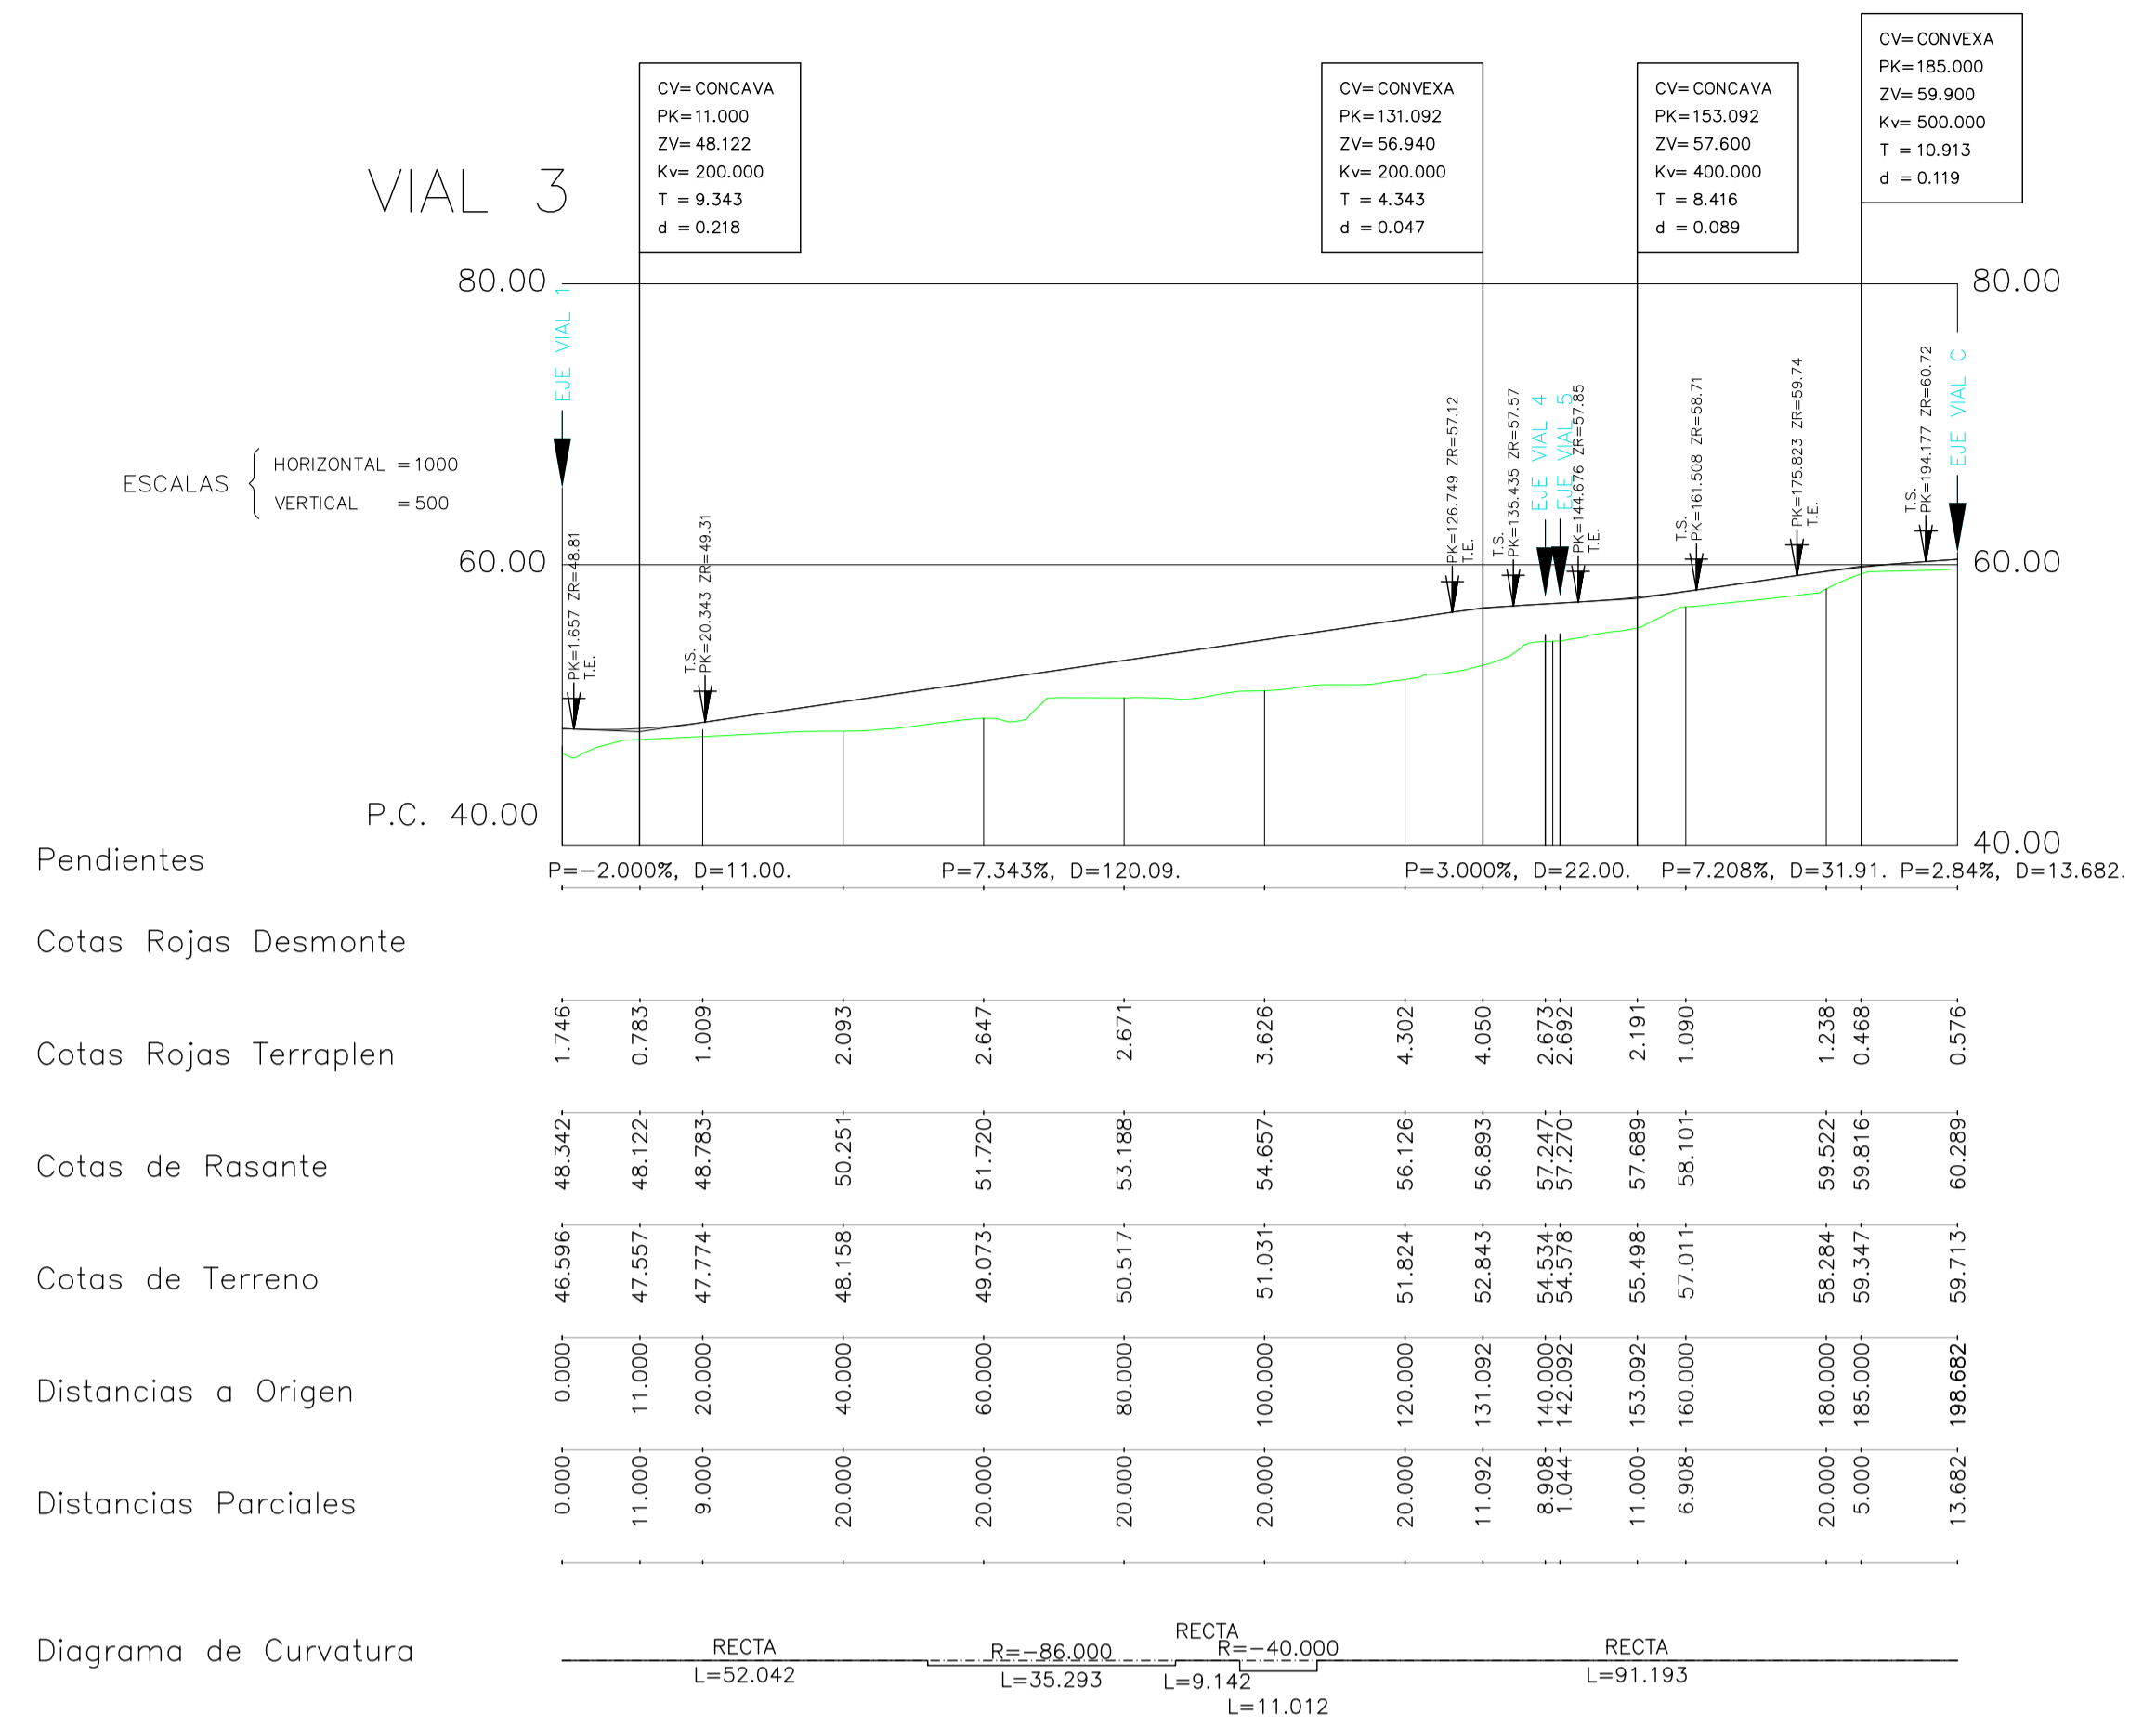 VIAL 3
CV= CONCAVA
PK=11.000
ZV= 48.122
Kv= 200.000
T = 9.343
d = 0.218
CV= CONVEXA
PK=131.092
ZV= 56.940
Kv= 200.000
T = 4.343
d = 0.047
CV= CONCAVA
PK=153.092
ZV= 57.600
Kv= 400.000
T = 8.416
d = 0.089
CV= CONVEXA
PK=185.000
ZV= 59.900
Kv= 500.000
T = 10.913
d = 0.119
80.00 80.00
60.00 60.00
P.C. 40.00 40.00
ESCALAS
HORIZONTAL =1000
VERTICAL =500
EJE VIAL 1
PK=1.657 ZR=48.81
T.E.
T.S.
PK=20.343 ZR=49.31
PK=126.749 ZR=57.12
T.E.
T.S.
PK=135.435 ZR=57.57
EJE VIAL 4
EJE VIAL 5
PK=144.676 ZR=57.85
T.E.
T.S.
PK=161.508 ZR=58.71
PK=175.823 ZR=59.74
T.E.
T.S.
PK=194.177 ZR=60.72
EJE VIAL C
Pendientes
P=−2.000%, D=11.00. P=7.343%, D=120.09. P=3.000%, D=22.00. P=7.208%, D=31.91. P=2.84%, D=13.682.
Cotas Rojas Desmonte
Cotas Rojas Terraplen
1.746 0.783 1.009 2.093 2.647 2.671 3.626 4.302 4.050 2.673 2.692 2.191 1.090 1.238 0.468 0.576
Cotas de Rasante
48.342 48.122 48.783 50.251 51.720 53.188 54.657 56.126 56.893 57.247 57.270 57.689 58.101 59.522 59.816 60.289
Cotas de Terreno
46.596 47.557 47.774 48.158 49.073 50.517 51.031 51.824 52.843 54.534 54.578 55.498 57.011 58.284 59.347 59.713
Distancias a Origen
0.000 11.000 20.000 40.000 60.000 80.000 100.000 120.000 131.092 140.000 142.092 153.092 160.000 180.000 185.000 198.682
Distancias Parciales
0.000 11.000 9.000 20.000 20.000 20.000 20.000 20.000 11.092 8.908 1.044 11.000 6.908 20.000 5.000 13.682
Diagrama de Curvatura
RECTA
L=52.042
R=−86.000
L=35.293
RECTA
L=9.142
R=−40.000
L=11.012
RECTA
L=91.193